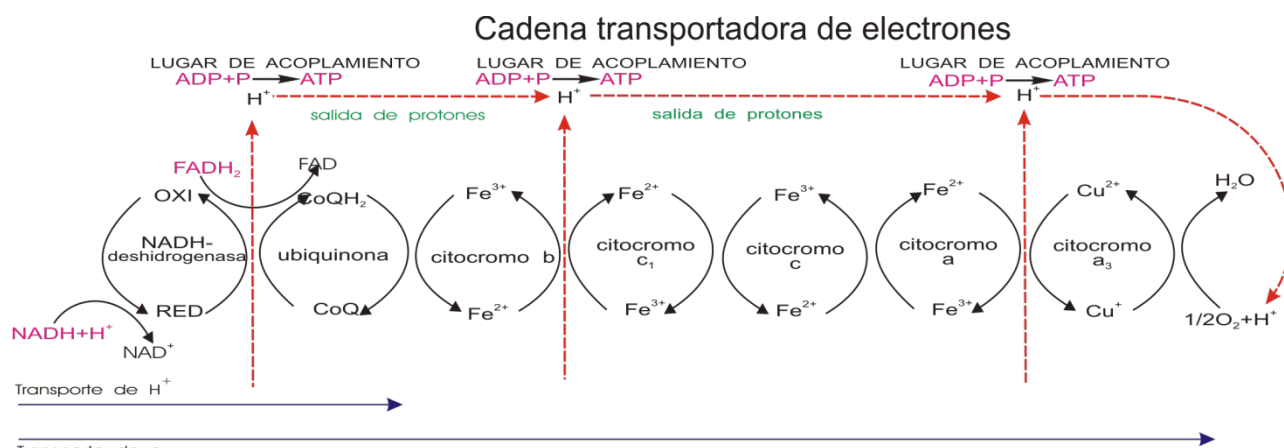 Cadena transportadora de electrones
LUGAR DE ACOPLAMIENTO LUGAR DE ACOPLAMIENTO LUGAR DE ACOPLAMIENTO
ADP+P ATP ADP+P ATP ADP+P ATP
H⁺ H⁺ H⁺
salida de protones salida de protones
FADH₂ FAD
OXI CoQH₂ Fe³⁺ Fe²⁺ Fe³⁺ Fe²⁺ Cu²⁺ H₂O
NADH- citocromo citocromo citocromo
deshidrogenasa ubiquinona citocromo b c₁ citocromo c a a₃
RED CoQ Fe²⁺ Fe³⁺ Fe²⁺ Fe³⁺ Cu⁺ 1/2O₂+H⁺
NADH+H⁺
NAD⁺
Transporte de H⁺